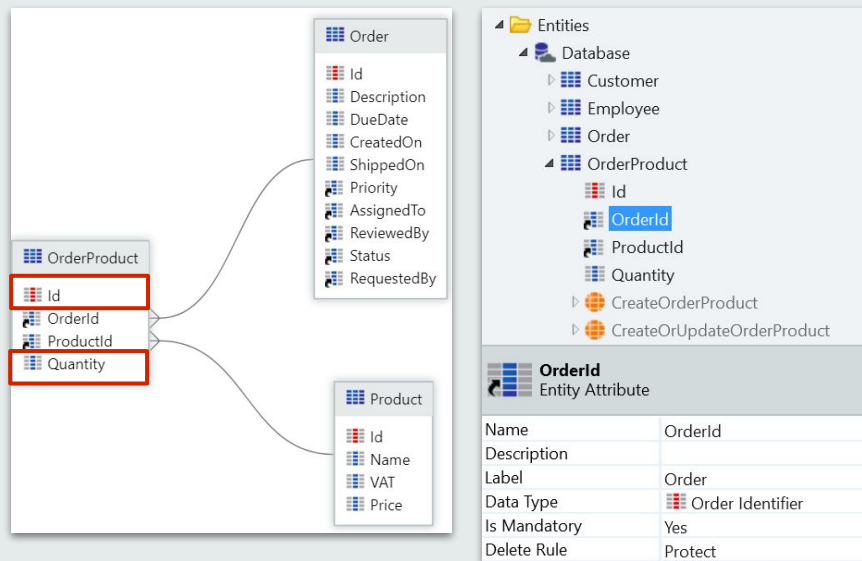 Order
Id
Description
DueDate
CreatedOn
ShippedOn
Priority
AssignedTo
ReviewedBy
Status
RequestedBy
OrderProduct
Id
OrderId
ProductId
Quantity
Product
Id
Name
VAT
Price
Entities
Database
Customer
Employee
Order
OrderProduct
Id
OrderId
ProductId
Quantity
CreateOrderProduct
CreateOrUpdateOrderProduct
OrderId
Entity Attribute
Name OrderId
Description
Label Order
Data Type Order Identifier
Is Mandatory Yes
Delete Rule Protect